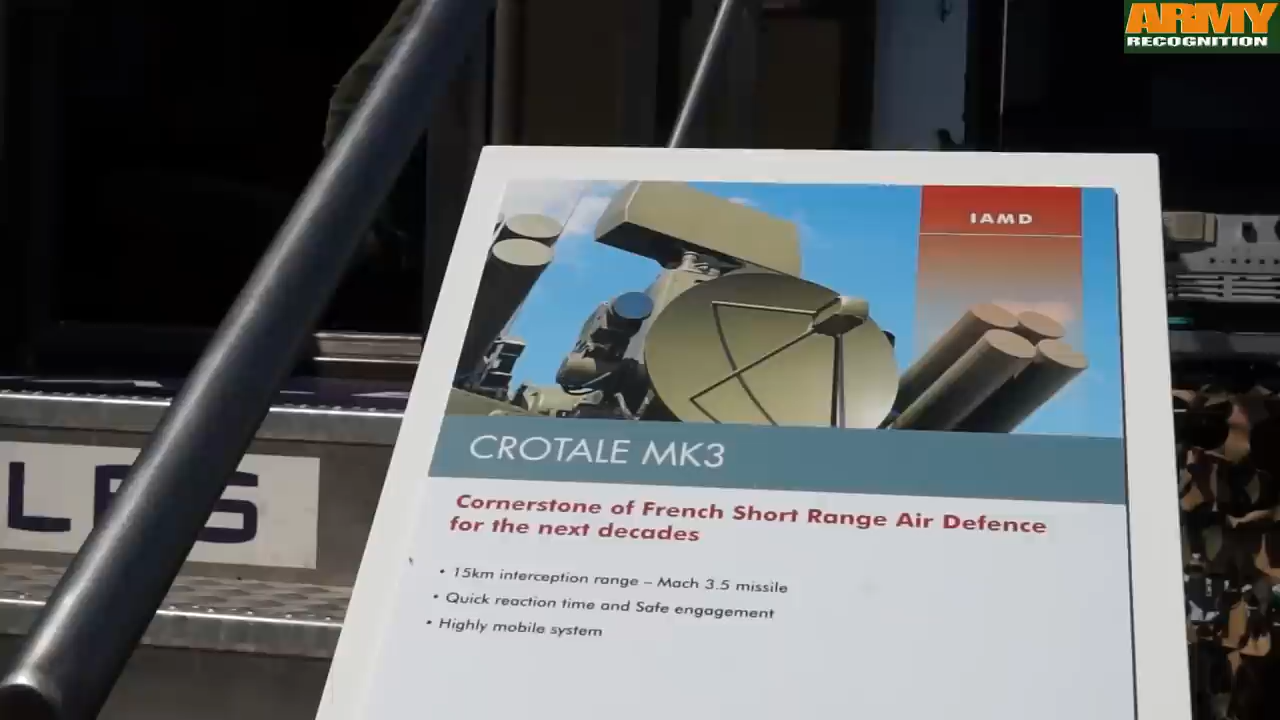 ARMY
RECOGNITION
IAMD
CROTALE MK3
Cornerstone of French Short Range Air Defence
for the next decades
• 15km interception range – Mach 3.5 missile
• Quick reaction time and Safe engagement
• Highly mobile system